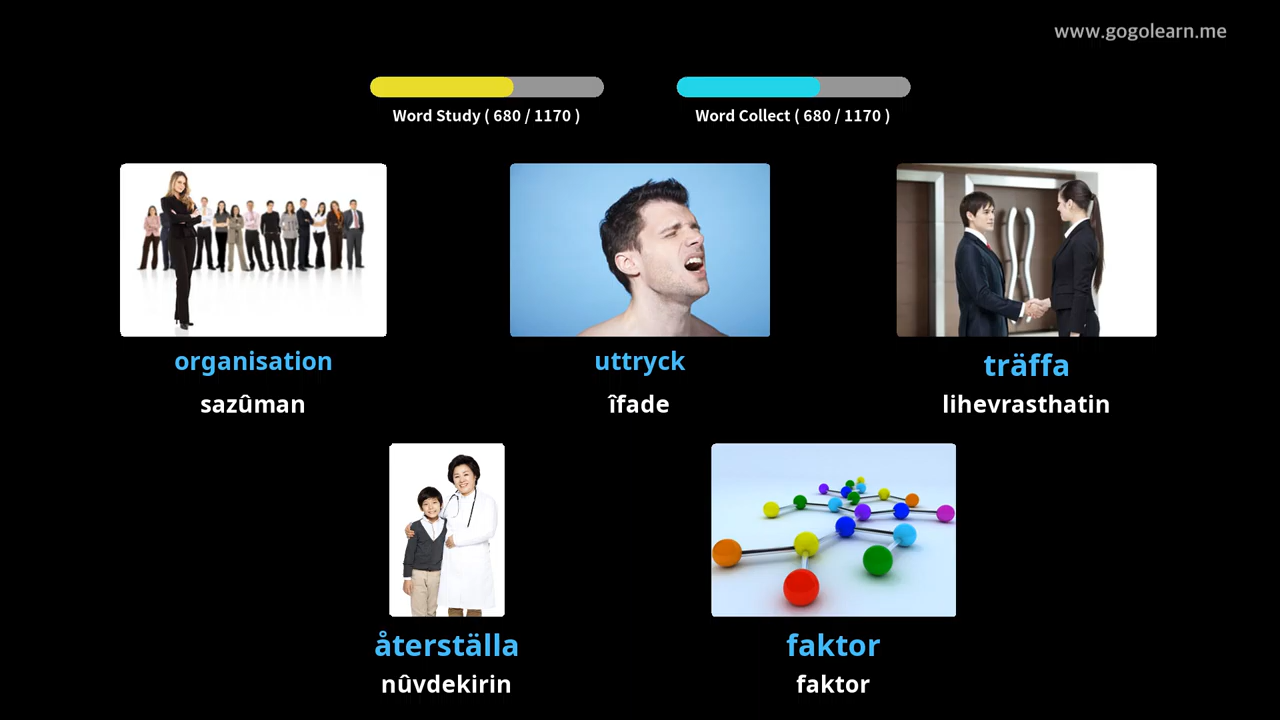 www.gogolearn.me
Word Study ( 680 / 1170 )
Word Collect ( 680 / 1170 )
organisation
sazûman
uttryck
îfade
träffa
lihevrasthatin
återställa
nûvdekirin
faktor
faktor